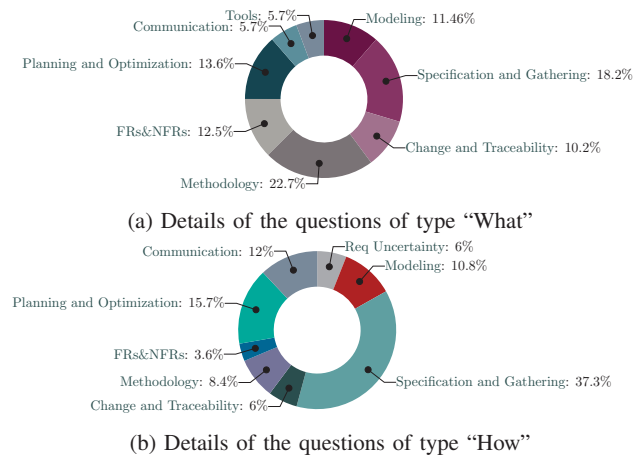 Tools: 5.7%
Modeling: 11.46%
Communication: 5.7%
Planning and Optimization: 13.6%
Specification and Gathering: 18.2%
FRs&NFRs: 12.5%
Change and Traceability: 10.2%
Methodology: 22.7%
(a) Details of the questions of type “What”
Req Uncertainty: 6%
Communication: 12%
Modeling: 10.8%
Planning and Optimization: 15.7%
FRs&NFRs: 3.6%
Methodology: 8.4%
Specification and Gathering: 37.3%
Change and Traceability: 6%
(b) Details of the questions of type “How”